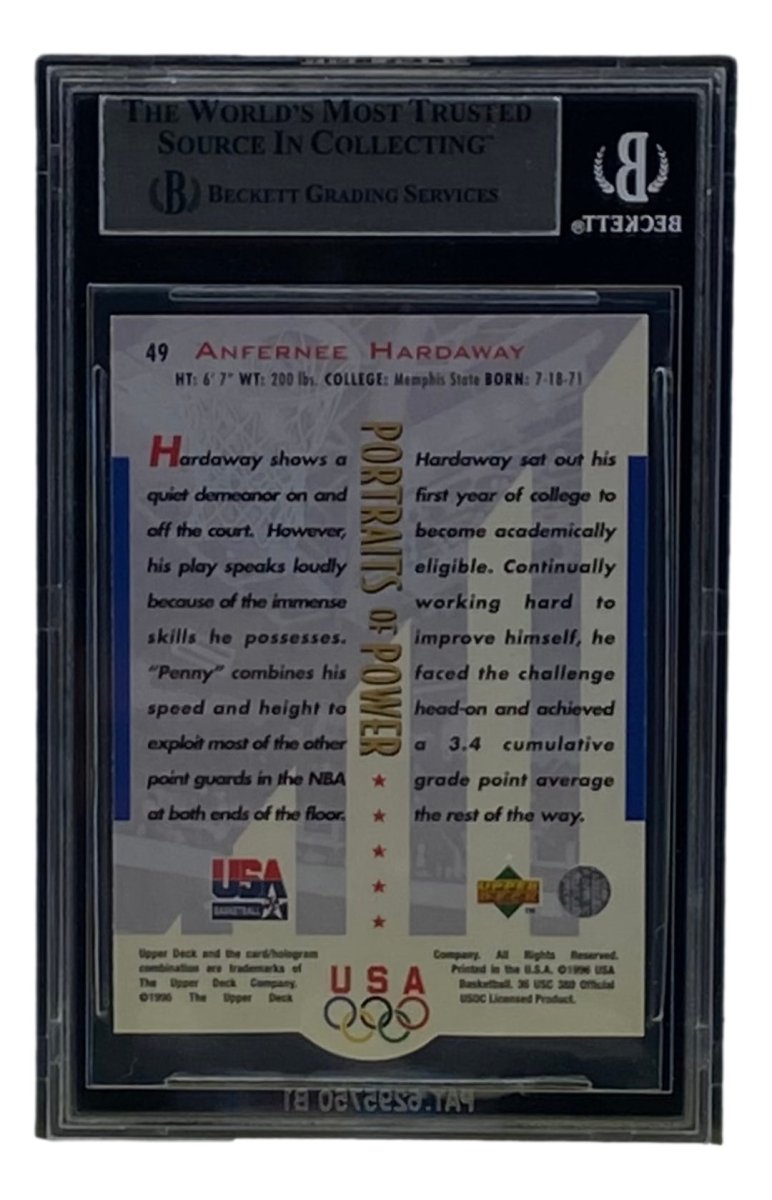 THE WORLD'S MOST TRUSTED
SOURCE IN COLLECTING™
B BECKETT GRADING SERVICES
B
BECKETT®
49 ANFERNEE HARDAWAY
HT: 6' 7" WT: 200 lbs. COLLEGE: Memphis State BORN: 7-18-71
PORTRAITS OF POWER
Hardaway shows a
quiet demeanor on and
off the court. However,
his play speaks loudly
because of the immense
skills he possesses.
"Penny" combines his
speed and height to
exploit most of the other
point guards in the NBA
at both ends of the floor.
Hardaway sat out his
first year of college to
become academically
eligible. Continually
working hard to
improve himself, he
faced the challenge
head-on and achieved
a 3.4 cumulative
grade point average
the rest of the way.
USA
BASKETBALL
UPPER DECK
™
Upper Deck and the card/hologram
combination are trademarks of
The Upper Deck Company.
©1996 The Upper Deck
Company. All Rights Reserved.
Printed in the U.S.A. ©1996 USA
Basketball. 36 USC 380 Official
USOC Licensed Product.
USA
PAT.6295750 B1